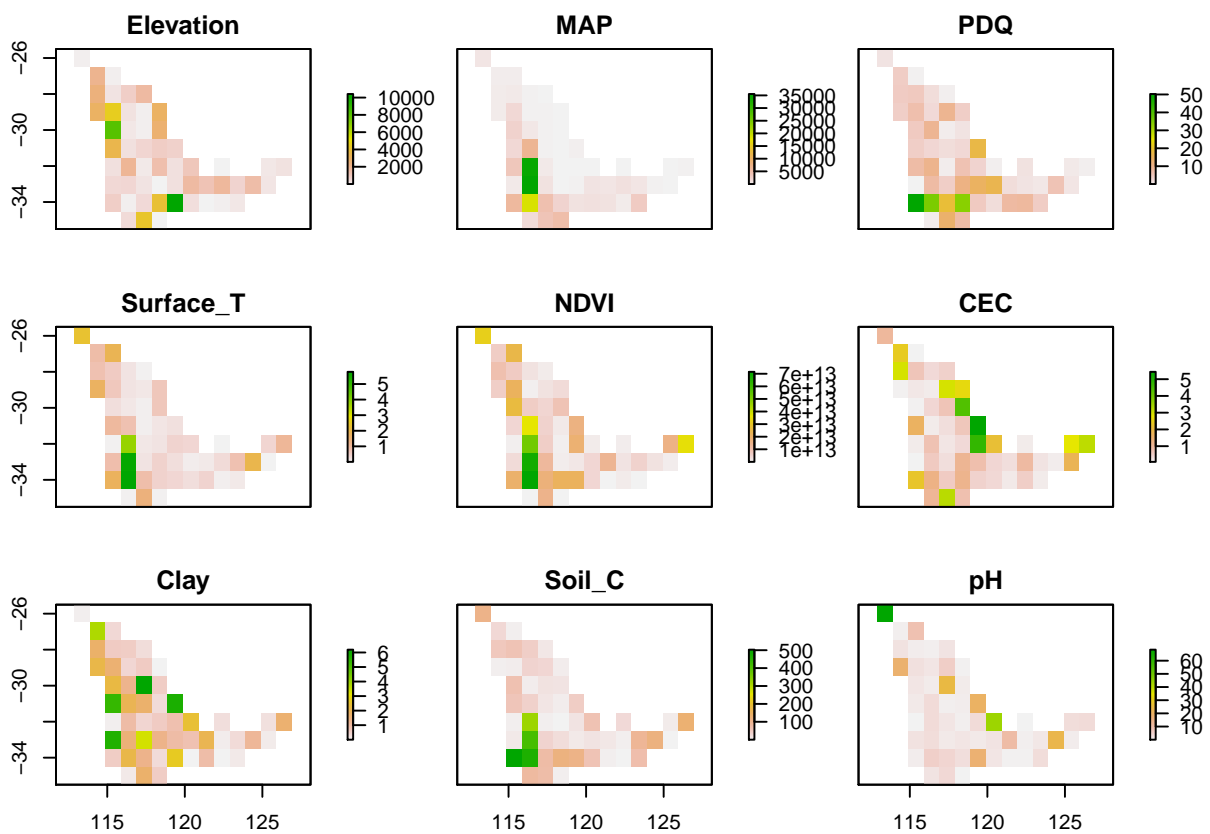 Elevation
MAP
PDQ
−26
−30
−34
10000
8000
6000
4000
2000
35000
30000
25000
20000
15000
10000
5000
50
40
30
20
10
Surface_T
NDVI
CEC
−26
−30
−34
5
4
3
2
1
7e+13
6e+13
5e+13
4e+13
3e+13
2e+13
1e+13
5
4
3
2
1
Clay
Soil_C
pH
−26
−30
−34
6
5
4
3
2
1
500
400
300
200
100
60
50
40
30
20
10
115 120 125
115 120 125
115 120 125